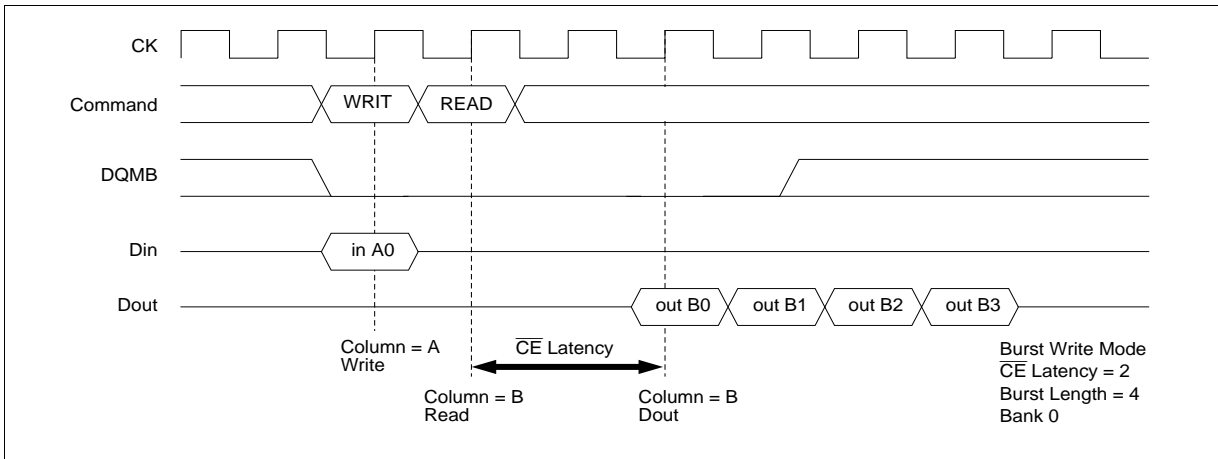 CK
Command WRIT READ
DQMB
Din in A0
Dout out B0 out B1 out B2 out B3
Column = A
Write
CE Latency
Column = B
Read
Column = B
Dout
Burst Write Mode
CE Latency = 2
Burst Length = 4
Bank 0